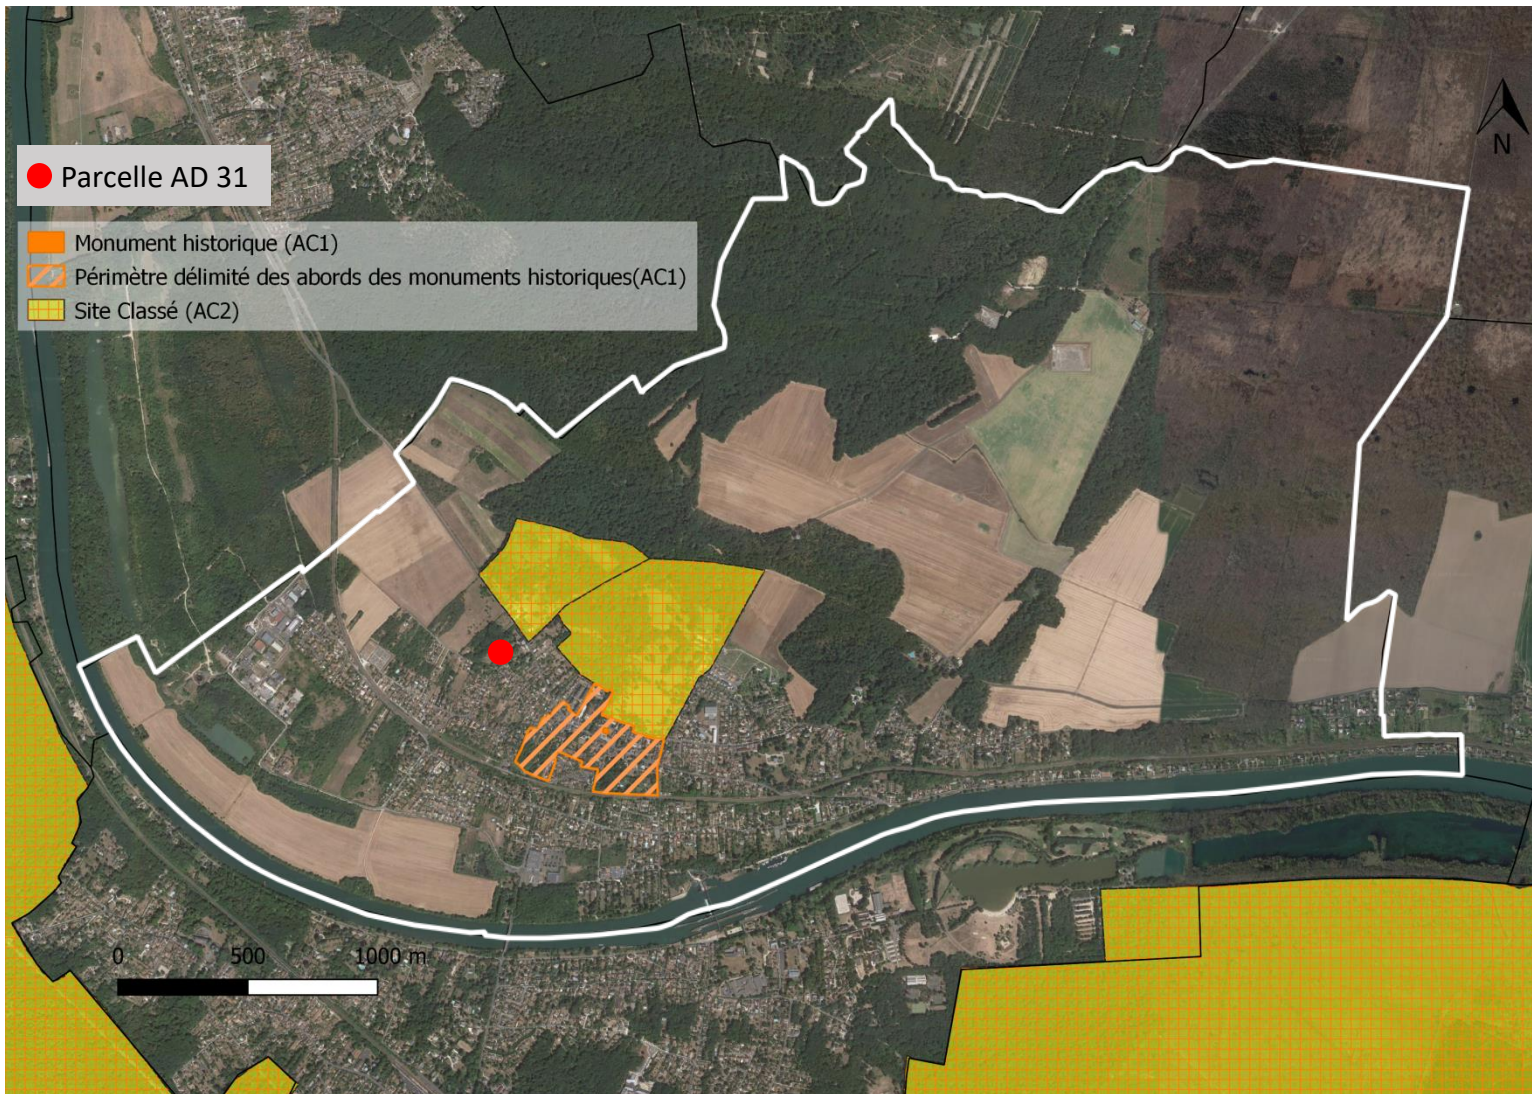 N
Parcelle AD 31
Monument historique (AC1)
Périmètre délimité des abords des monuments historiques(AC1)
Site Classé (AC2)
0 500 1000 m